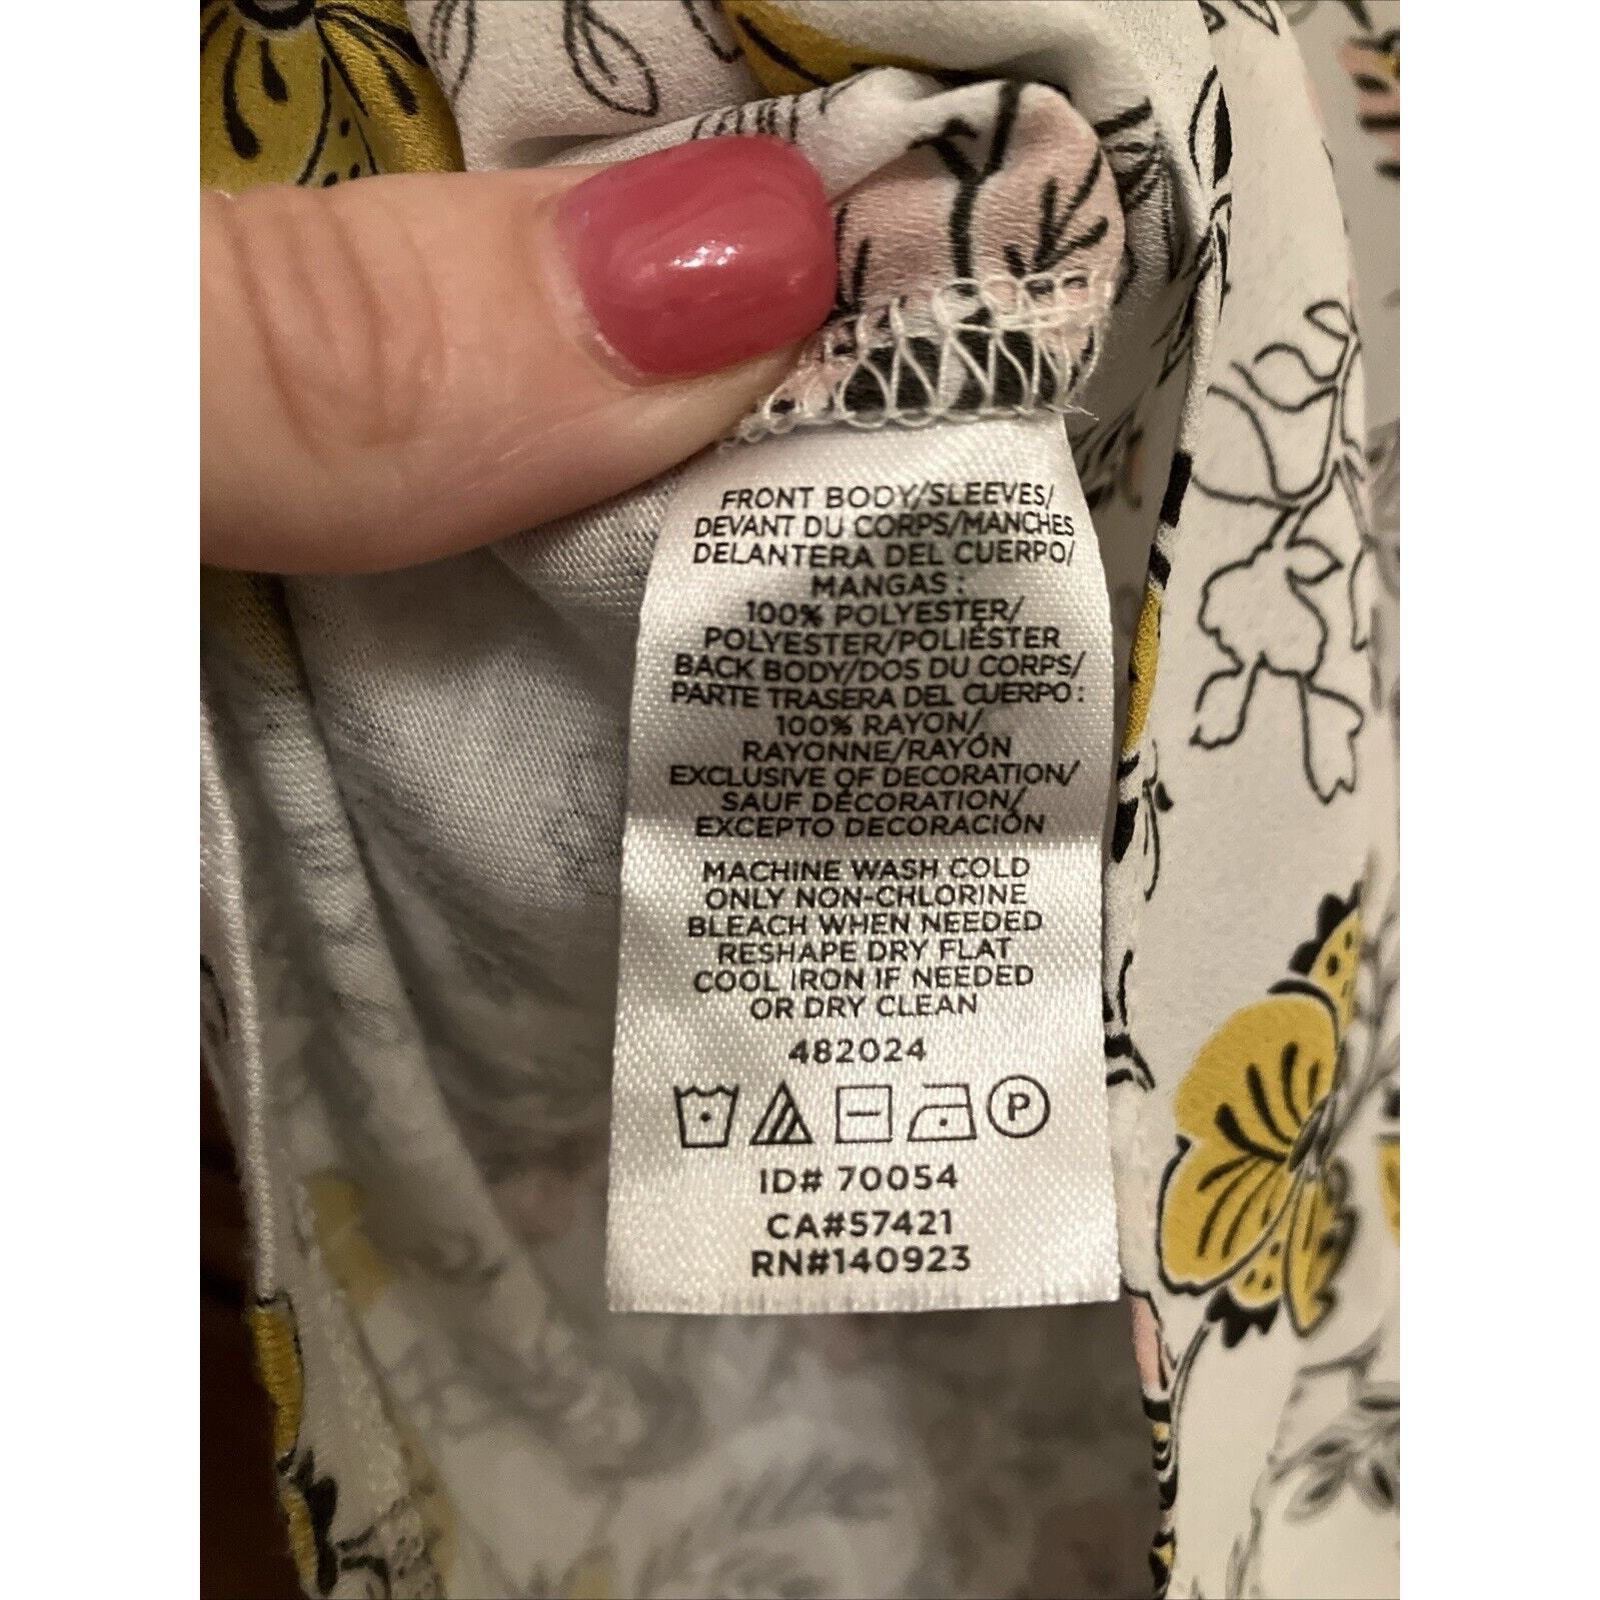 FRONT BODY/SLEEVES/
DEVANT DU CORPS/MANCHES
DELANTERA DEL CUERPO/
MANGAS :
100% POLYESTER/
POLYESTER/POLIÉSTER
BACK BODY/DOS DU CORPS/
PARTE TRASERA DEL CUERPO :
100% RAYON/
RAYONNE/RAYÓN
EXCLUSIVE OF DECORATION/
SAUF DÉCORATION/
EXCEPTO DECORACIÓN
MACHINE WASH COLD
ONLY NON-CHLORINE
BLEACH WHEN NEEDED
RESHAPE DRY FLAT
COOL IRON IF NEEDED
OR DRY CLEAN
482024
P
ID# 70054
CA#57421
RN#140923